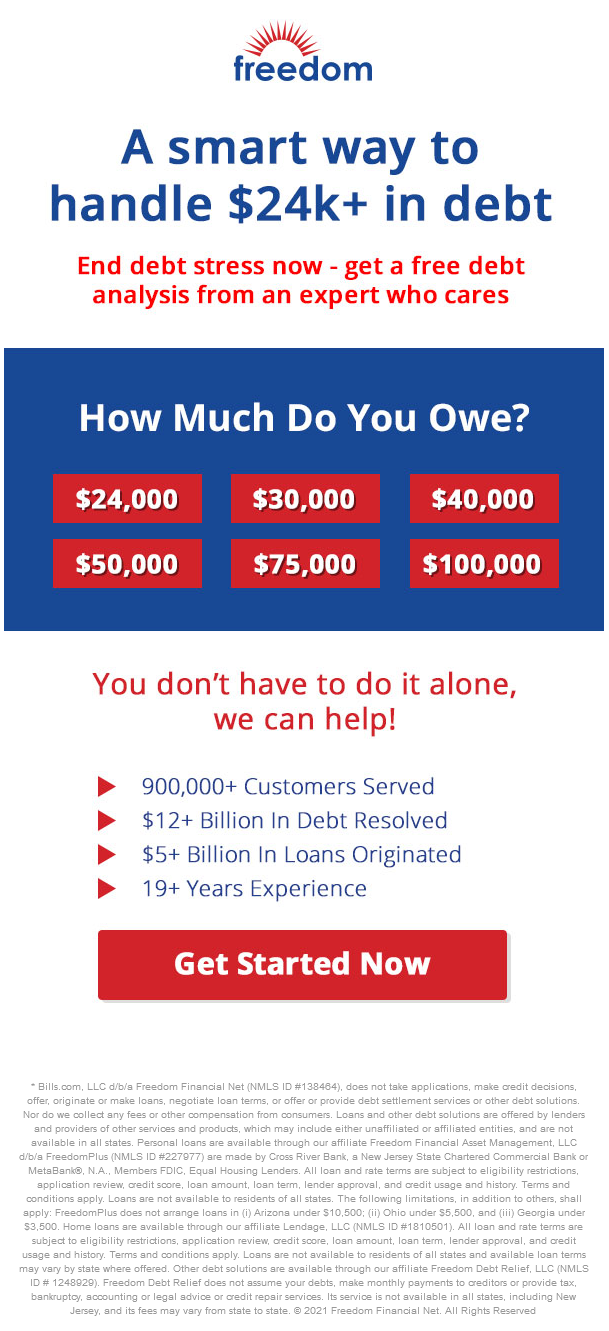 freedom
A smart way to
handle $24k+ in debt
End debt stress now - get a free debt
analysis from an expert who cares
How Much Do You Owe?
$24,000 $30,000 $40,000
$50,000 $75,000 $100,000
You don't have to do it alone,
we can help!
900,000+ Customers Served
$12+ Billion In Debt Resolved
$5+ Billion In Loans Originated
19+ Years Experience
Get Started Now
* Bills.com, LLC d/b/a Freedom Financial Net (NMLS ID #138464), does not take applications, make credit decisions,
offer, originate or make loans, negotiate loan terms, or offer or provide debt settlement services or other debt solutions.
Nor do we collect any fees or other compensation from consumers. Loans and other debt solutions are offered by lenders
and providers of other services and products, which may include either unaffiliated or affiliated entities, and are not
available in all states. Personal loans are available through our affiliate Freedom Financial Asset Management, LLC
d/b/a FreedomPlus (NMLS ID #227977) are made by Cross River Bank, a New Jersey State Chartered Commercial Bank or
MetaBank®, N.A., Members FDIC, Equal Housing Lenders. All loan and rate terms are subject to eligibility restrictions,
application review, credit score, loan amount, loan term, lender approval, and credit usage and history. Terms and
conditions apply. Loans are not available to residents of all states. The following limitations, in addition to others, shall
apply: FreedomPlus does not arrange loans in (i) Arizona under $10,500; (ii) Ohio under $5,500, and (iii) Georgia under
$3,500. Home loans are available through our affiliate Lendage, LLC (NMLS ID #1810501). All loan and rate terms are
subject to eligibility restrictions, application review, credit score, loan amount, loan term, lender approval, and credit
usage and history. Terms and conditions apply. Loans are not available to residents of all states and available loan terms
may vary by state where offered. Other debt solutions are available through our affiliate Freedom Debt Relief, LLC (NMLS
ID # 1248929). Freedom Debt Relief does not assume your debts, make monthly payments to creditors or provide tax,
bankruptcy, accounting or legal advice or credit repair services. Its service is not available in all states, including New
Jersey, and its fees may vary from state to state. © 2021 Freedom Financial Net. All Rights Reserved